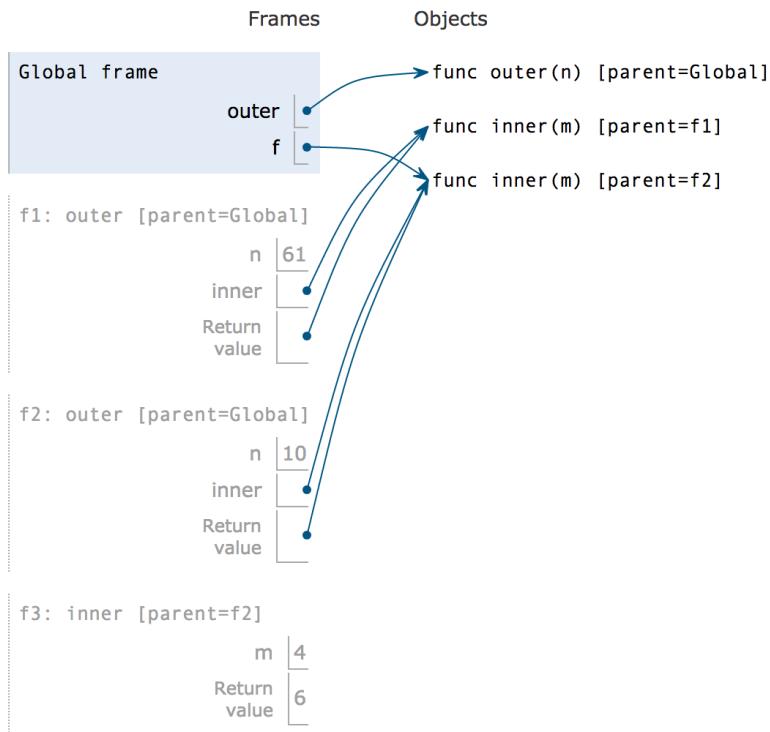 Frames Objects
Global frame func outer(n) [parent=Global]
outer func inner(m) [parent=f1]
f func inner(m) [parent=f2]
f1: outer [parent=Global]
n 61
inner
Return
value
f2: outer [parent=Global]
n 10
inner
Return
value
f3: inner [parent=f2]
m 4
Return
value 6